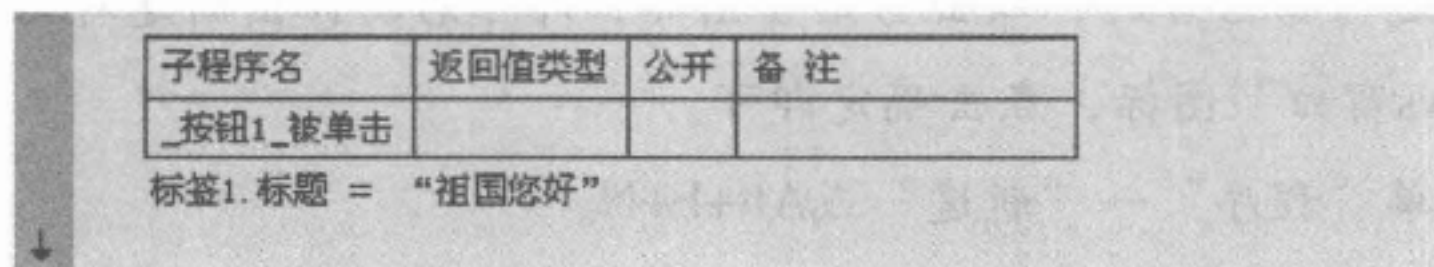 子程序名 返回值类型 公开 备 注
_按钮1_被单击
标签1.标题 = “祖国您好”